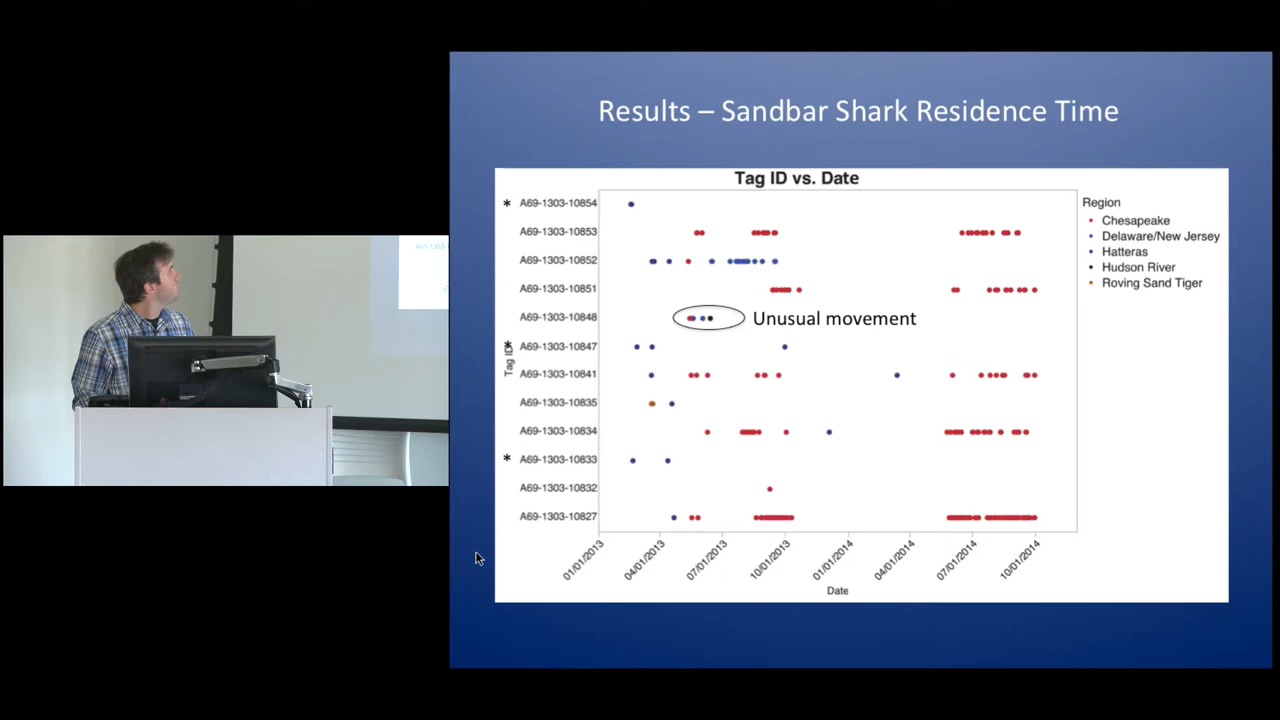 Results – Sandbar Shark Residence Time
Tag ID vs. Date
* A69-1303-10854
A69-1303-10853
A69-1303-10852
A69-1303-10851
A69-1303-10848
* A69-1303-10847
A69-1303-10841
A69-1303-10835
A69-1303-10834
* A69-1303-10833
A69-1303-10832
A69-1303-10827
Tag ID
Unusual movement
Region
Chesapeake
Delaware/New Jersey
Hatteras
Hudson River
Roving Sand Tiger
01/01/2013
04/01/2013
07/01/2013
10/01/2013
01/01/2014
04/01/2014
07/01/2014
10/01/2014
Date